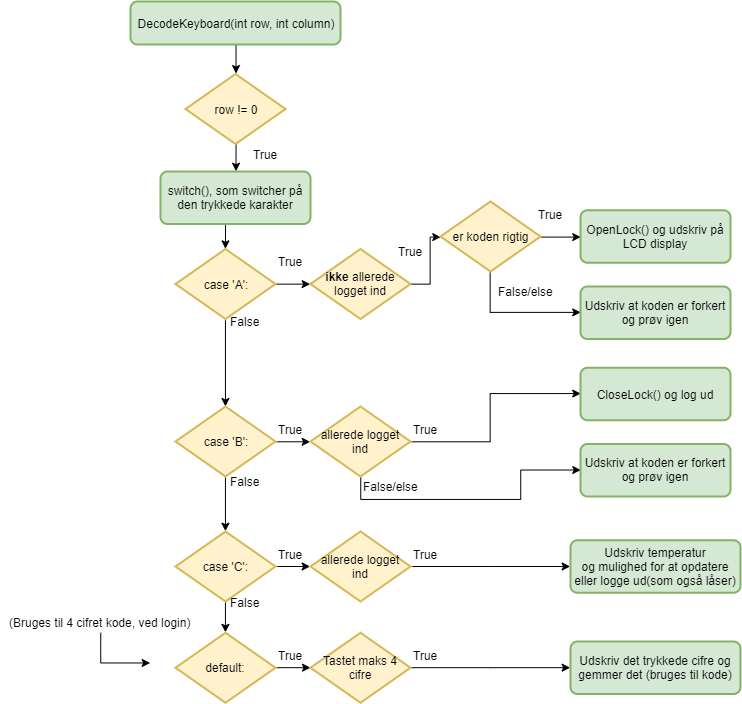 DecodeKeyboard(int row, int column)
row != 0
True
switch(), som switcher på
den trykkede karakter
case 'A':
True
ikke allerede
logget ind
True
er koden rigtig
True
OpenLock() og udskriv på
LCD display
False/else
Udskriv at koden er forkert
og prøv igen
False
case 'B':
True
allerede logget
ind
True
CloseLock() og log ud
False/else
Udskriv at koden er forkert
og prøv igen
False
case 'C':
True
allerede logget
ind
True
Udskriv temperatur
og mulighed for at opdatere
eller logge ud(som også låser)
False
(Bruges til 4 cifret kode, ved login)
default:
True
Tastet maks 4
cifre
True
Udskriv det trykkede cifre og
gemmer det (bruges til kode)